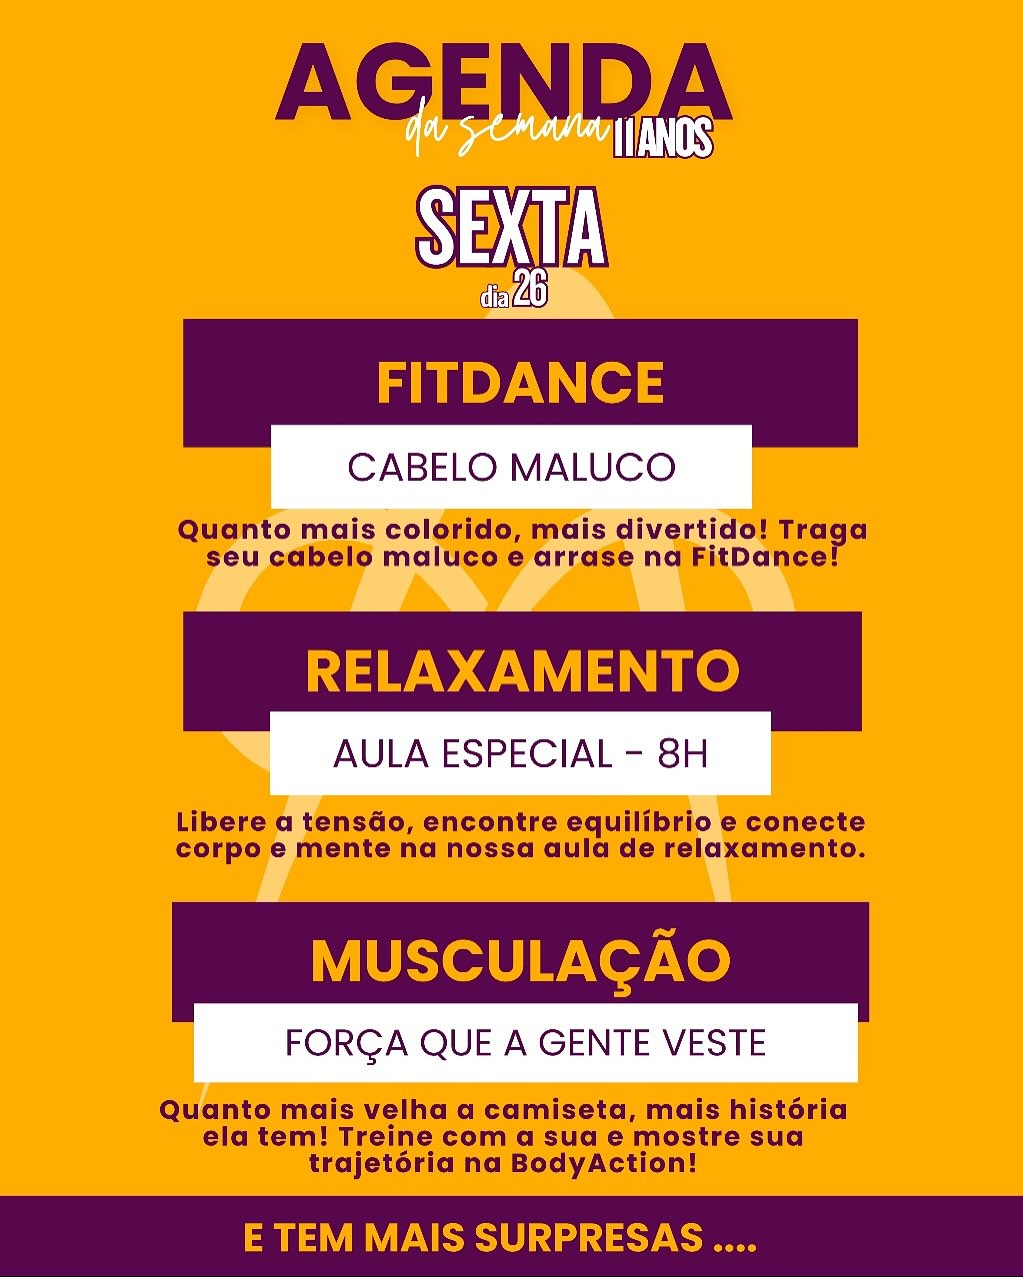 AGENDA
da semana 11 ANOS
SEXTA
dia 26
FITDANCE
CABELO MALUCO
Quanto mais colorido, mais divertido! Traga
seu cabelo maluco e arrase na FitDance!
RELAXAMENTO
AULA ESPECIAL - 8H
Libere a tensão, encontre equilíbrio e conecte
corpo e mente na nossa aula de relaxamento.
MUSCULAÇÃO
FORÇA QUE A GENTE VESTE
Quanto mais velha a camiseta, mais história
ela tem! Treine com a sua e mostre sua
trajetória na BodyAction!
E TEM MAIS SURPRESAS ....